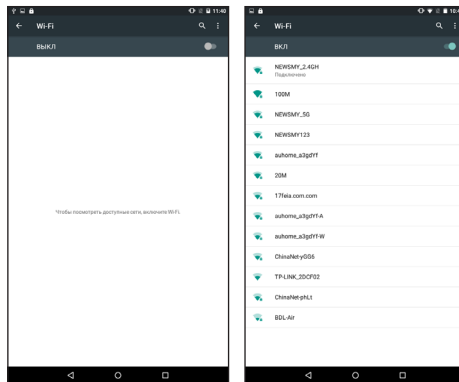 11:40
Wi-Fi
ВЫКЛ
Чтобы посмотреть доступные сети, включите Wi-Fi.
Wi-Fi
ВКЛ
NEWSMY_2.4GH
Подключено
100M
NEWSMY_5G
NEWSMY123
auhome_a3gdYf
20M
17feia.com.com
auhome_a3gdYf-A
auhome_a3gdYf-W
ChinaNet-yGG6
TP-LINK_2DCF02
ChinaNet-phLt
BDL-Air